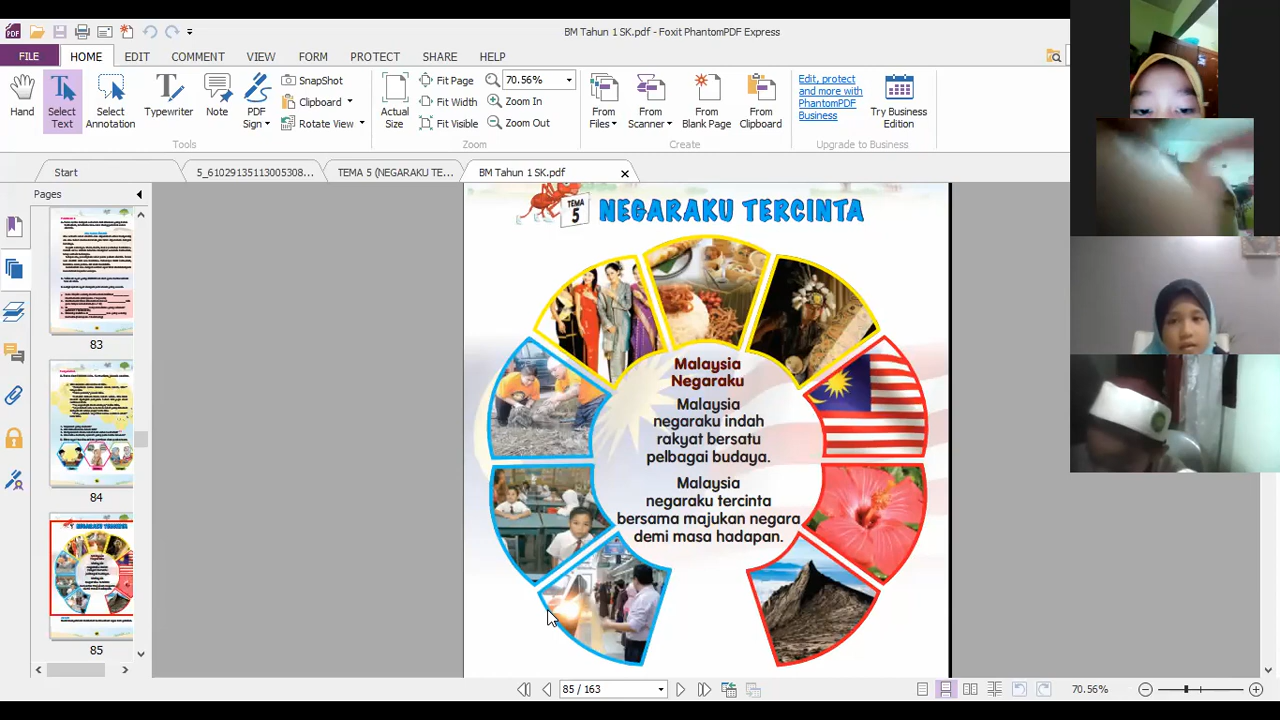 BM Tahun 1 SK.pdf - Foxit PhantomPDF Express
FILE HOME EDIT COMMENT VIEW FORM PROTECT SHARE HELP
Hand
Select Text
Select Annotation
Typewriter
Note
PDF Sign
SnapShot
Clipboard
Rotate View
Tools
Actual Size
Fit Page
Fit Width
Fit Visible
70.56%
Zoom In
Zoom Out
Zoom
From Files
From Scanner
From Blank Page
From Clipboard
Create
Edit, protect
and more with
PhantomPDF
Business
Try Business Edition
Upgrade to Business
Start
5_61029135113005308...
TEMA 5 (NEGARAKU TE...
BM Tahun 1 SK.pdf
Pages
83
84
85
TEMA
5
NEGARAKU TERCINTA
Malaysia
Negaraku
Malaysia
negaraku indah
rakyat bersatu
pelbagai budaya.
Malaysia
negaraku tercinta
bersama majukan negara
demi masa hadapan.
85 / 163
70.56%